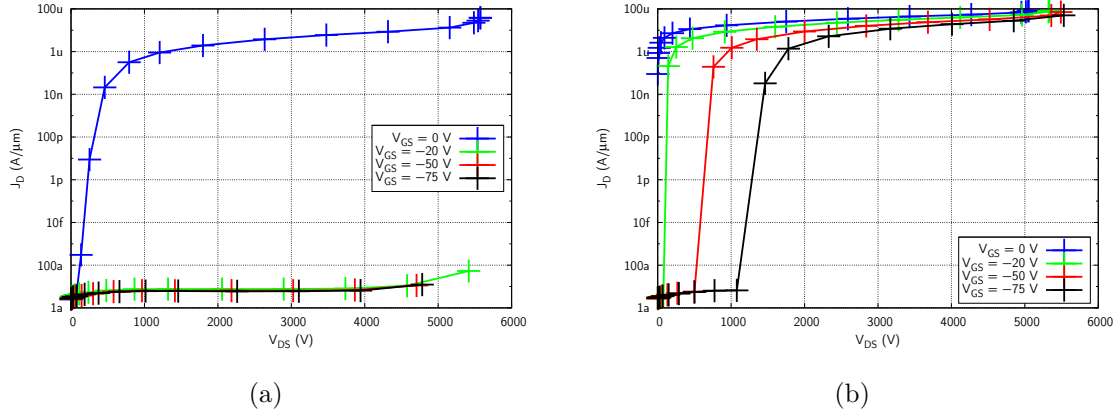 100u
1u
10n
100p
1p
10f
100a
1a
0
1000
2000
3000
4000
5000
6000
J_D (A/μm)
V_DS (V)
V_GS = 0 V
V_GS = −20 V
V_GS = −50 V
V_GS = −75 V
(a)
100u
1u
10n
100p
1p
10f
100a
1a
0
1000
2000
3000
4000
5000
6000
J_D (A/μm)
V_DS (V)
V_GS = 0 V
V_GS = −20 V
V_GS = −50 V
V_GS = −75 V
(b)